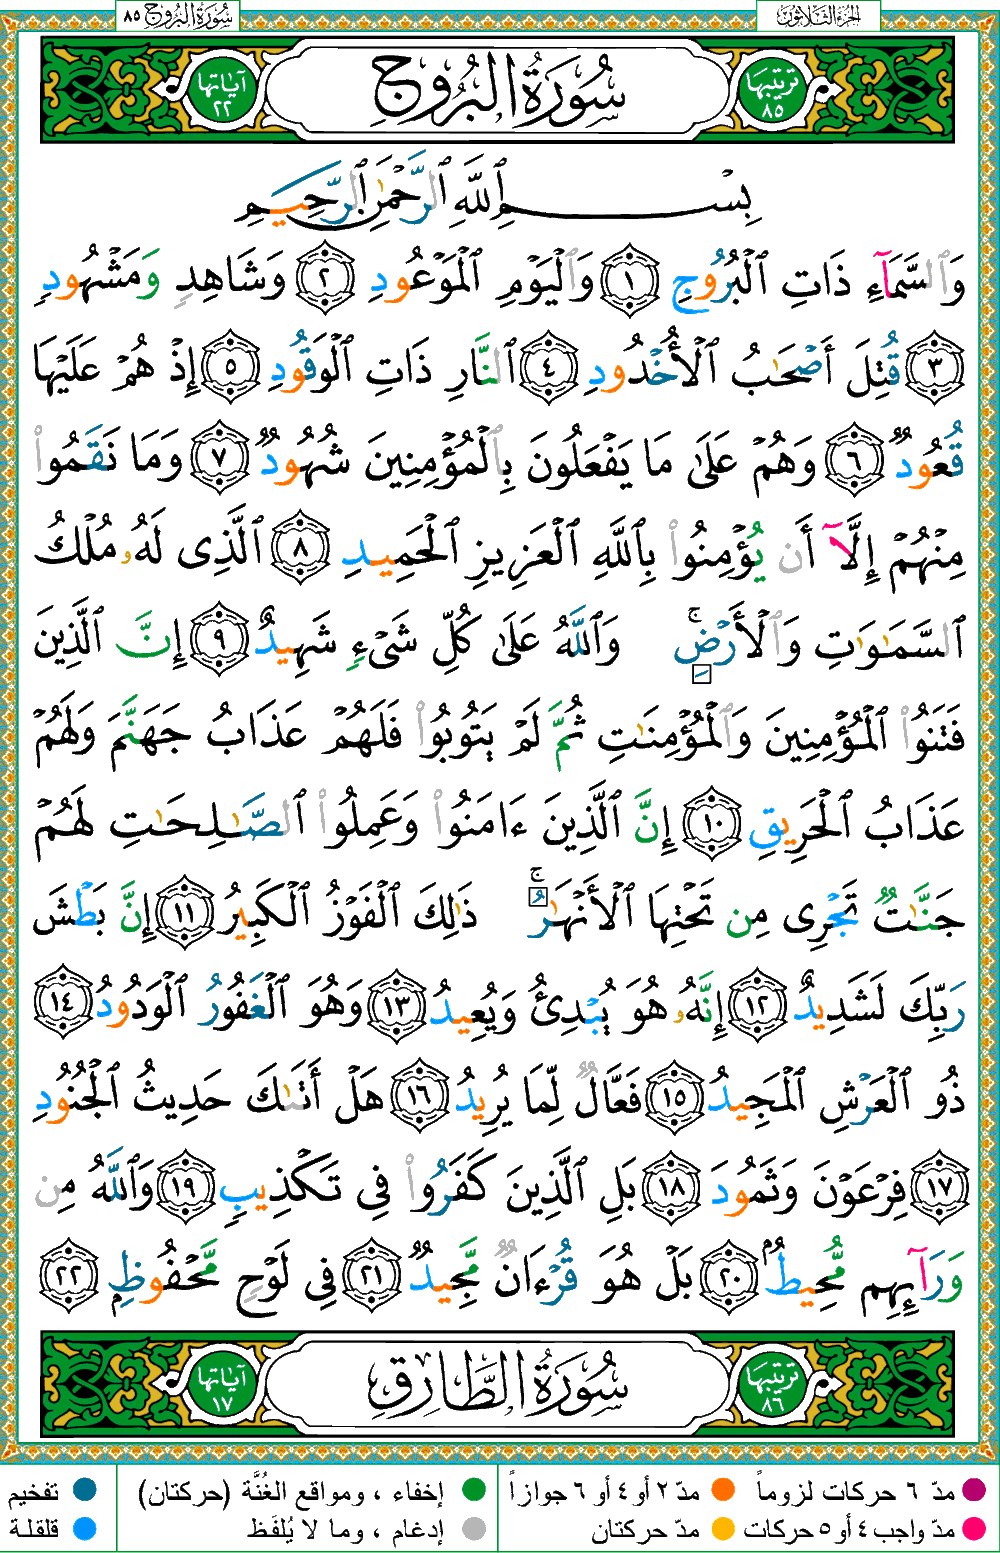 الجزء الثلاثون
سورة البروج ٨٥
ترتيبها ٨٥ سُورَةُ الْبُرُوجِ آياتها ٢٢
بِسْمِ ٱللَّهِ ٱلرَّحْمَٰنِ ٱلرَّحِيمِ
وَٱلسَّمَآءِ ذَاتِ ٱلْبُرُوجِ ١ وَٱلْيَوْمِ ٱلْمَوْعُودِ ٢ وَشَاهِدٍ وَمَشْهُودٍ
٣ قُتِلَ أَصْحَٰبُ ٱلْأُخْدُودِ ٤ ٱلنَّارِ ذَاتِ ٱلْوَقُودِ ٥ إِذْ هُمْ عَلَيْهَا
قُعُودٌ ٦ وَهُمْ عَلَىٰ مَا يَفْعَلُونَ بِٱلْمُؤْمِنِينَ شُهُودٌ ٧ وَمَا نَقَمُوا۟
مِنْهُمْ إِلَّآ أَن يُؤْمِنُوا۟ بِٱللَّهِ ٱلْعَزِيزِ ٱلْحَمِيدِ ٨ ٱلَّذِى لَهُۥ مُلْكُ
ٱلسَّمَٰوَٰتِ وَٱلْأَرْضِ ۚ وَٱللَّهُ عَلَىٰ كُلِّ شَىْءٍ شَهِيدٌ ٩ إِنَّ ٱلَّذِينَ
فَتَنُوا۟ ٱلْمُؤْمِنِينَ وَٱلْمُؤْمِنَٰتِ ثُمَّ لَمْ يَتُوبُوا۟ فَلَهُمْ عَذَابُ جَهَنَّمَ وَلَهُمْ
عَذَابُ ٱلْحَرِيقِ ١٠ إِنَّ ٱلَّذِينَ ءَامَنُوا۟ وَعَمِلُوا۟ ٱلصَّٰلِحَٰتِ لَهُمْ
جَنَّٰتٌ تَجْرِى مِن تَحْتِهَا ٱلْأَنْهَٰرُ ۚ ذَٰلِكَ ٱلْفَوْزُ ٱلْكَبِيرُ ١١ إِنَّ بَطْشَ
رَبِّكَ لَشَدِيدٌ ١٢ إِنَّهُۥ هُوَ يُبْدِئُ وَيُعِيدُ ١٣ وَهُوَ ٱلْغَفُورُ ٱلْوَدُودُ ١٤
ذُو ٱلْعَرْشِ ٱلْمَجِيدُ ١٥ فَعَّالٌ لِّمَا يُرِيدُ ١٦ هَلْ أَتَىٰكَ حَدِيثُ ٱلْجُنُودِ
١٧ فِرْعَوْنَ وَثَمُودَ ١٨ بَلِ ٱلَّذِينَ كَفَرُوا۟ فِى تَكْذِيبٍ ١٩ وَٱللَّهُ مِن
وَرَآئِهِم مُّحِيطٌۢ ٢٠ بَلْ هُوَ قُرْءَانٌ مَّجِيدٌ ٢١ فِى لَوْحٍ مَّحْفُوظٍۭ ٢٢
ترتيبها ٨٦ سُورَةُ الطَّارِقِ آياتها ١٧
مدّ ٦ حركات لزوماً مدّ ٢ أو ٤ أو ٦ جوازاً إخفاء ، ومواقع الغُنَّة (حركتان) تفخيم
مدّ واجب ٤ أو ٥ حركات مدّ حركتان إدغام ، وما لا يُلفَظ قلقلة